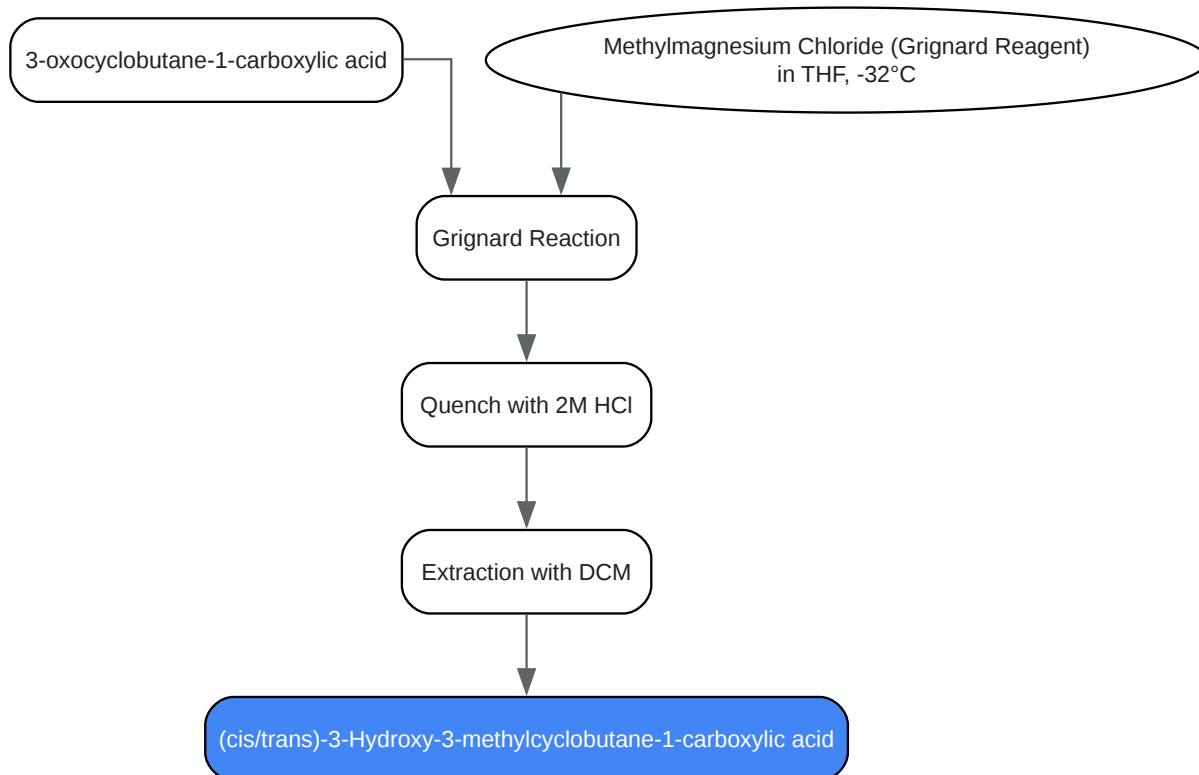 3-oxocyclobutane-1-carboxylic acid
Methylmagnesium Chloride (Grignard Reagent)
in THF, -32°C
Grignard Reaction
Quench with 2M HCl
Extraction with DCM
(cis/trans)-3-Hydroxy-3-methylcyclobutane-1-carboxylic acid